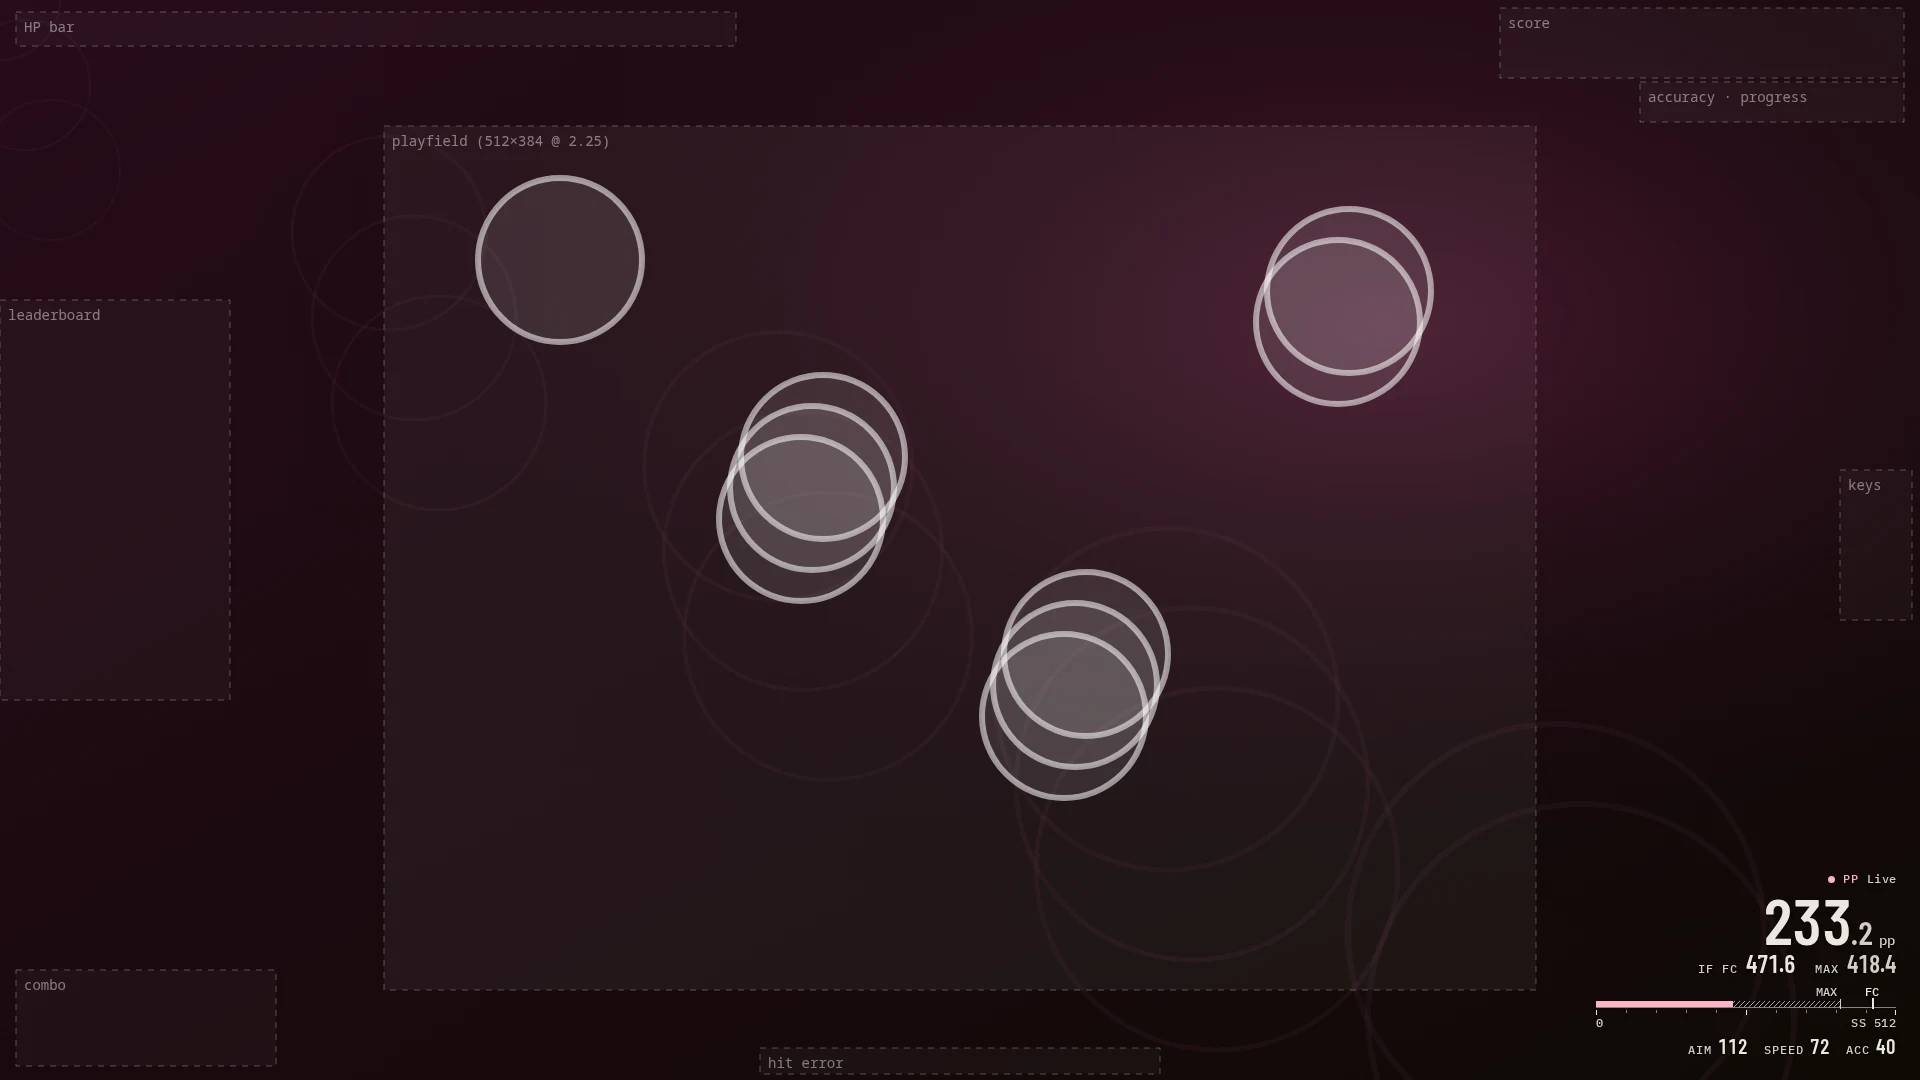 HP bar
score
accuracy · progress
playfield (512×384 @ 2.25)
leaderboard
keys
PP Live
233.2 pp
IF FC 471.6 MAX 418.4
MAX FC
0 SS 512
AIM 112 SPEED 72 ACC 40
combo
hit error